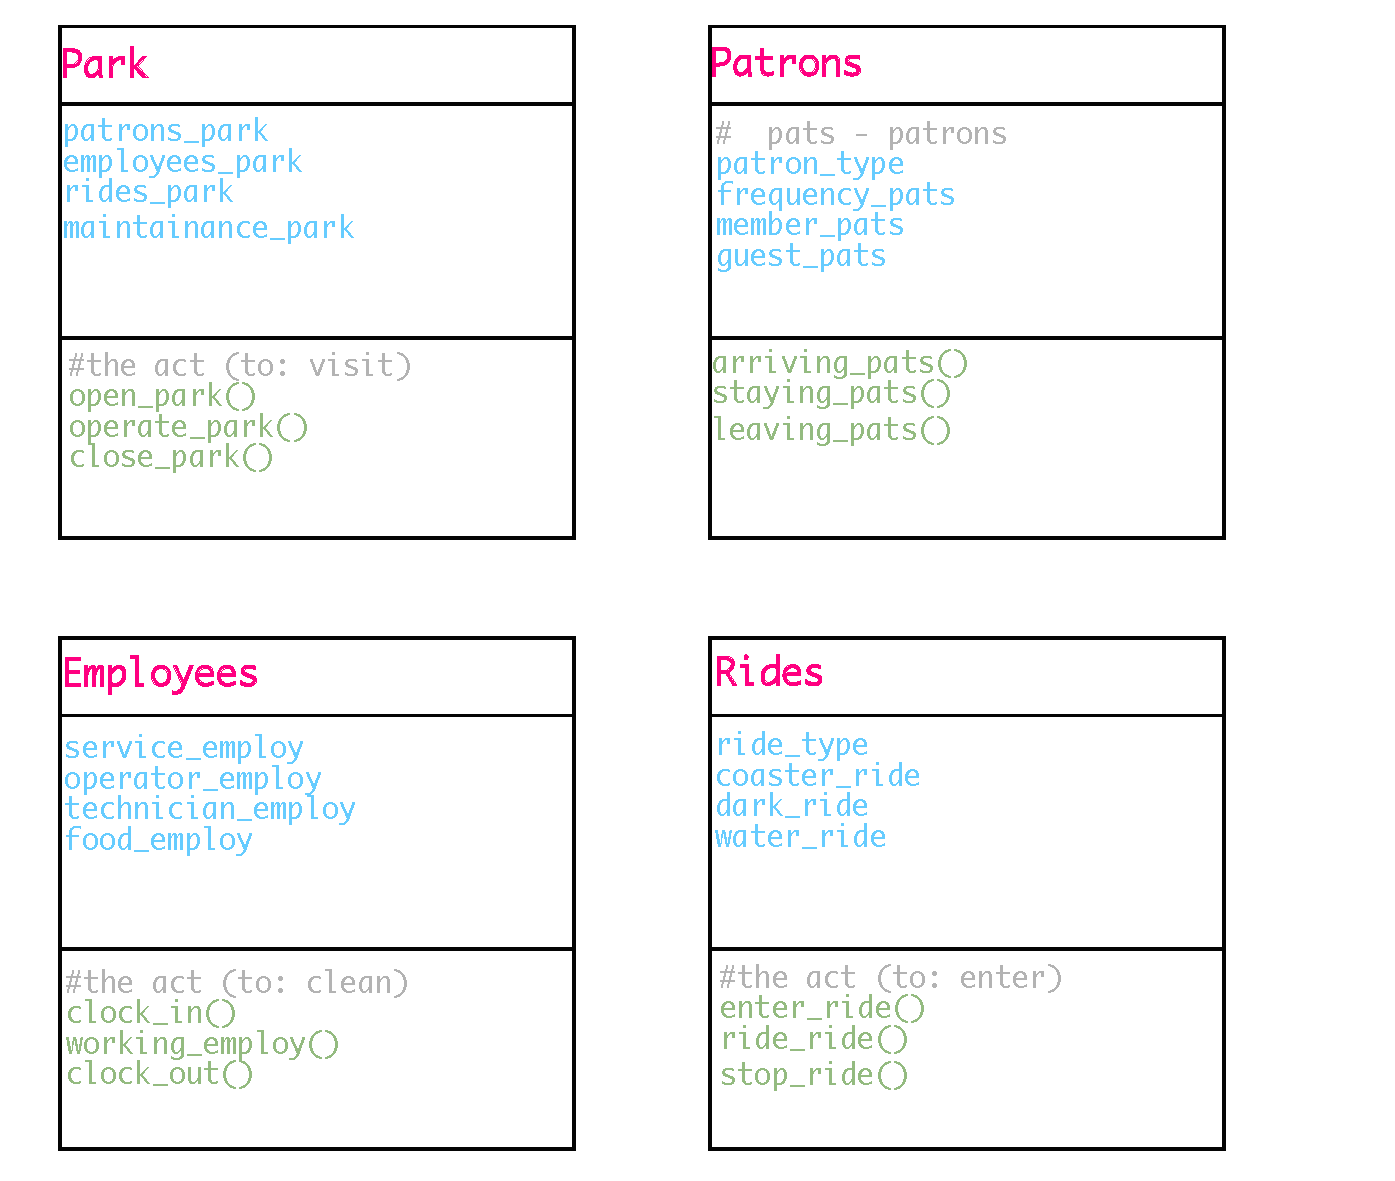 Park
patrons_park
employees_park
rides_park
maintainance_park
#the act (to: visit)
open_park()
operate_park()
close_park()
Patrons
#  pats - patrons
patron_type
frequency_pats
member_pats
guest_pats
arriving_pats()
staying_pats()
leaving_pats()
Employees
service_employ
operator_employ
technician_employ
food_employ
#the act (to: clean)
clock_in()
working_employ()
clock_out()
Rides
ride_type
coaster_ride
dark_ride
water_ride
#the act (to: enter)
enter_ride()
ride_ride()
stop_ride()